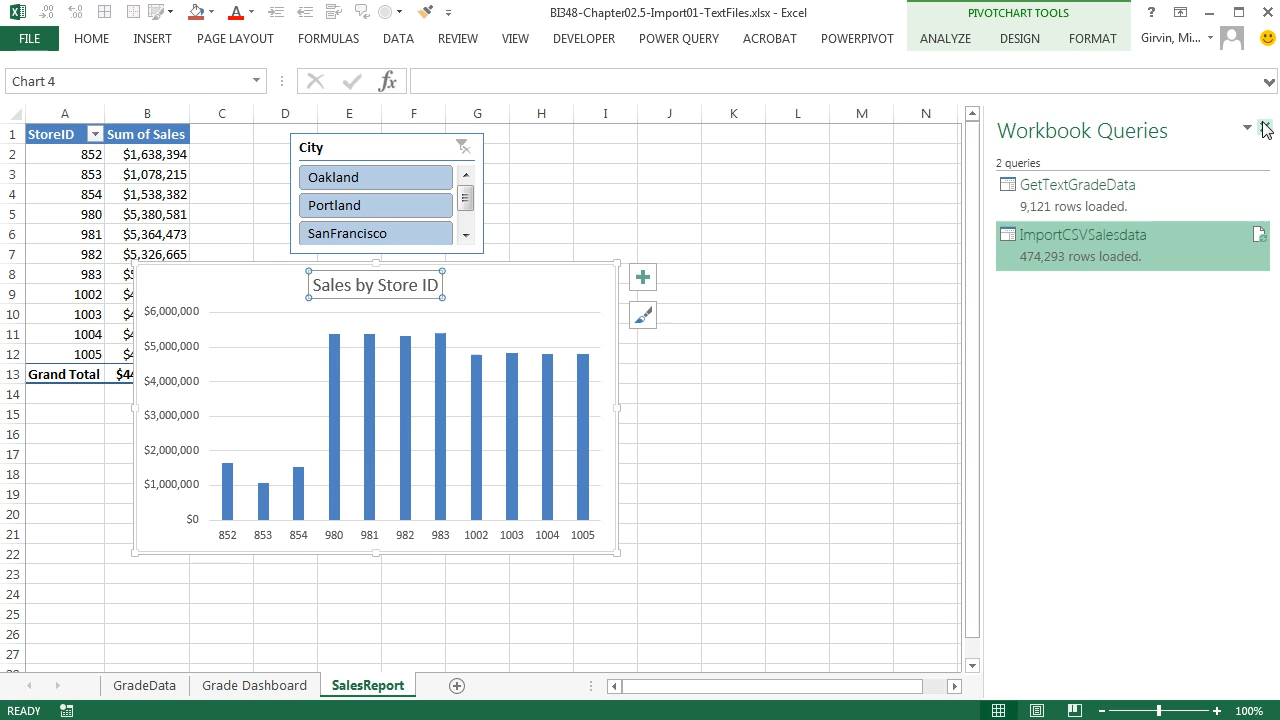 BI348-Chapter02.5-Import01-TextFiles.xlsx - Excel
PIVOTCHART TOOLS
FILE HOME INSERT PAGE LAYOUT FORMULAS DATA REVIEW VIEW DEVELOPER POWER QUERY ACROBAT POWERPIVOT ANALYZE DESIGN FORMAT Girvin, Mi...
Chart 4
fx
A B C D E F G H I J K L M N
1 StoreID Sum of Sales
2 852 $1,638,394
3 853 $1,078,215
4 854 $1,538,382
5 980 $5,380,581
6 981 $5,364,473
7 982 $5,326,665
8 983
9 1002
10 1003
11 1004
12 1005
13 Grand Total
14
15
16
17
18
19
20
21
22
23
24
25
26
27
City
Oakland
Portland
SanFrancisco
Sales by Store ID
$6,000,000
$5,000,000
$4,000,000
$3,000,000
$2,000,000
$1,000,000
$0
852 853 854 980 981 982 983 1002 1003 1004 1005
Workbook Queries
2 queries
GetTextGradeData
9,121 rows loaded.
ImportCSVSalesdata
474,293 rows loaded.
GradeData Grade Dashboard SalesReport
READY
100%